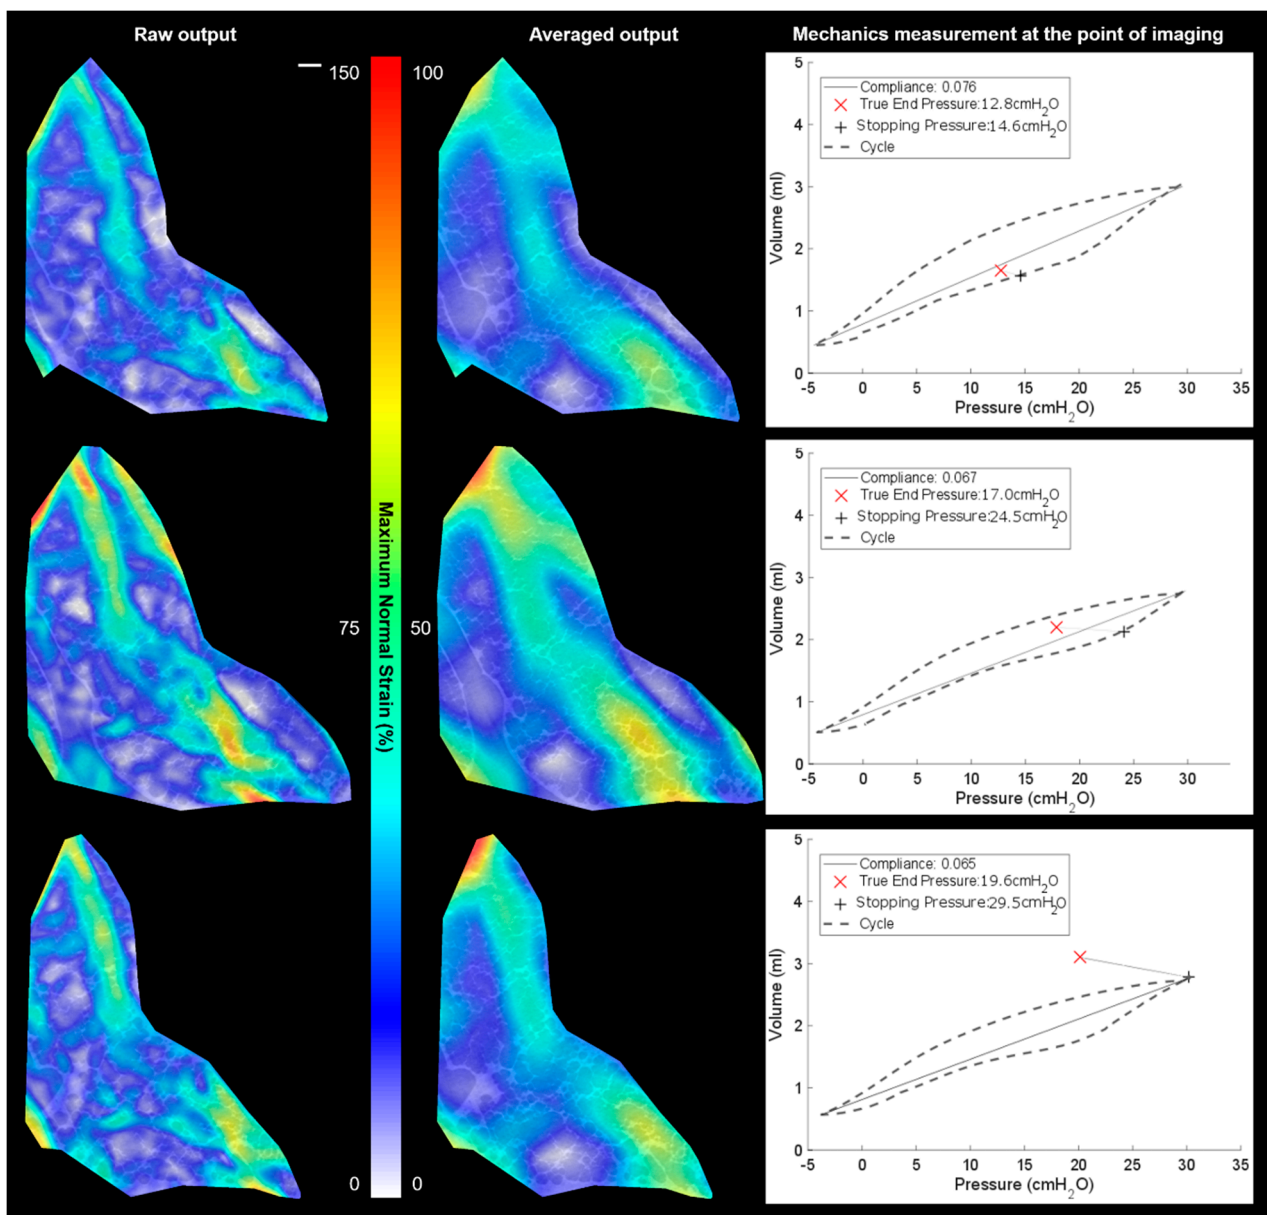 Raw output
Averaged output
Mechanics measurement at the point of imaging
150
100
75
50
0
0
Maximum Normal Strain (%)
5
4
3
2
1
0
Volume (ml)
Compliance: 0.076
True End Pressure:12.8cmH2O
Stopping Pressure:14.6cmH2O
Cycle
-5 0 5 10 15 20 25 30 35
Pressure (cmH2O)
5
4
3
2
1
0
Volume (ml)
Compliance: 0.067
True End Pressure:17.0cmH2O
Stopping Pressure:24.5cmH2O
Cycle
-5 0 5 10 15 20 25 30
Pressure (cmH2O)
5
4
3
2
1
0
Volume (ml)
Compliance: 0.065
True End Pressure:19.6cmH2O
Stopping Pressure:29.5cmH2O
Cycle
-5 0 5 10 15 20 25 30 35
Pressure (cmH2O)